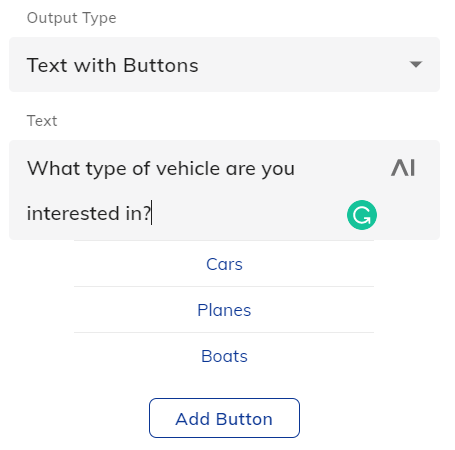 Output Type
Text with Buttons
Text
What type of vehicle are you
AI
interested in?
Cars
Planes
Boats
Add Button